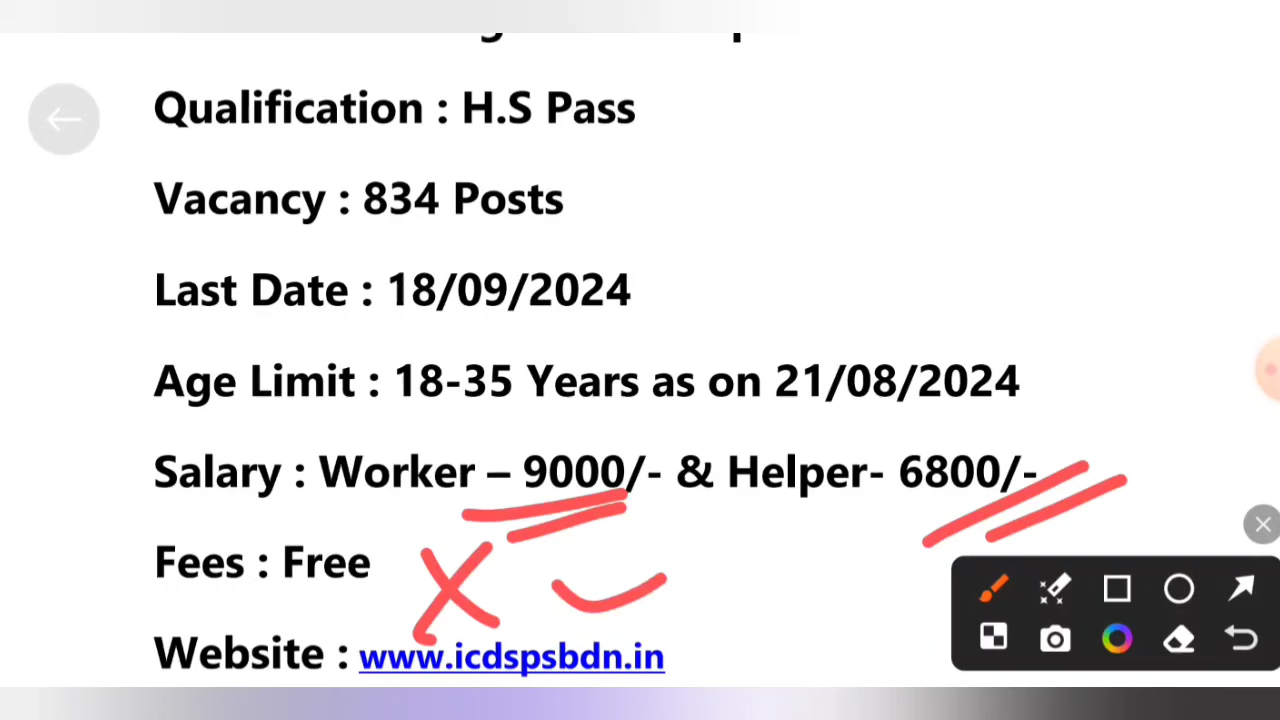 Qualification : H.S Pass
Vacancy : 834 Posts
Last Date : 18/09/2024
Age Limit : 18-35 Years as on 21/08/2024
Salary : Worker – 9000/- & Helper- 6800/-
Fees : Free
Website : www.icdspsbdn.in